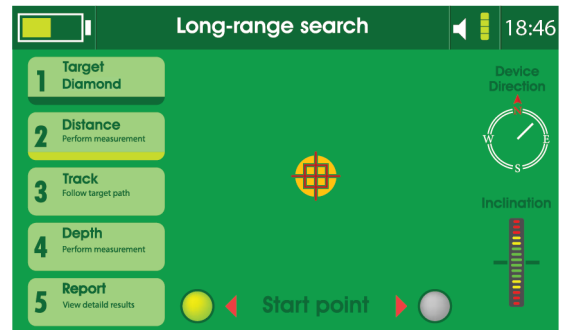 Long-range search
18:46
1
Target
Diamond
2
Distance
Perform measurement
3
Track
Follow target path
4
Depth
Perform measurement
5
Report
View detaild results
Start point
Device
Direction
N
W
E
S
Inclination